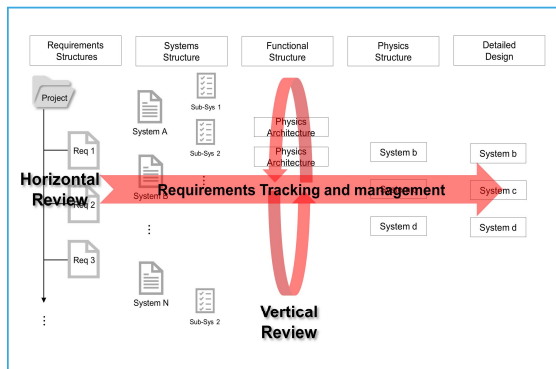 Requirements
Structures
Systems
Structure
Functional
Structure
Physics
Structure
Detailed
Design
Project
Sub-Sys 1
System A
Physics
Architecture
Sub-Sys 2
Req 1
Physics
Architecture
System b
System b
Horizontal
Review
Requirements Tracking and management
System B
System c
Req 2
System d
System d
Req 3
System N
Sub-Sys 2
Vertical
Review